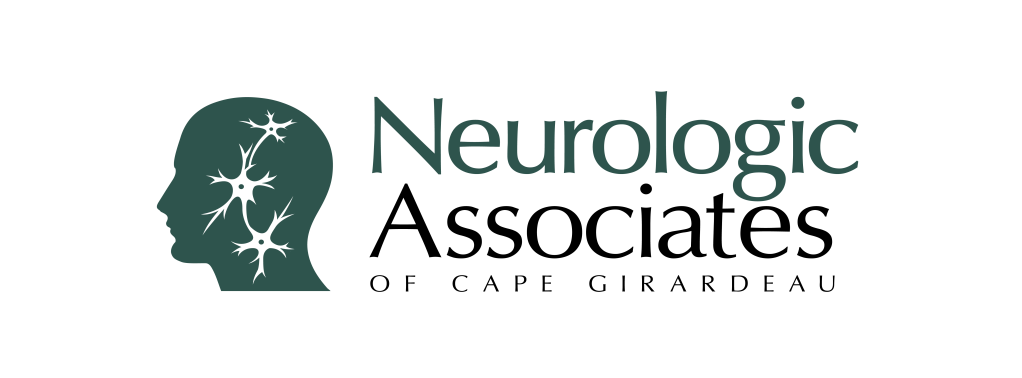 Neurologic
Associates
OF CAPE GIRARDEAU